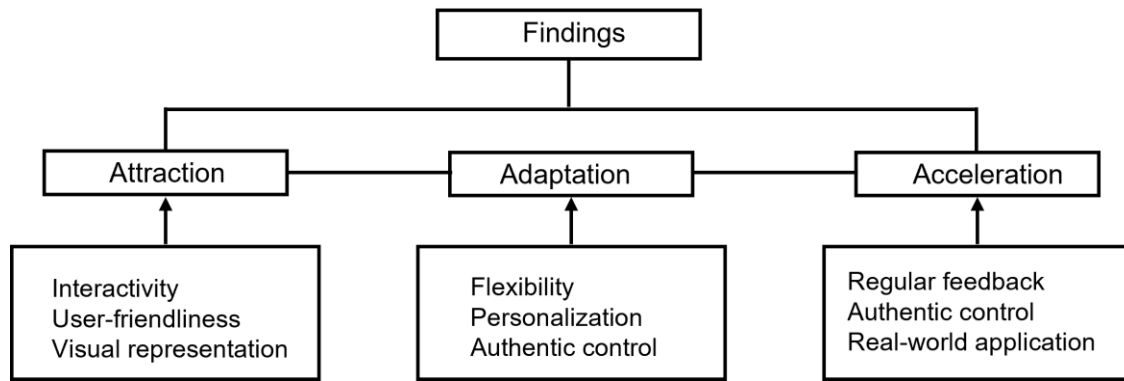 Findings
Attraction
Adaptation
Acceleration
Interactivity
User-friendliness
Visual representation
Flexibility
Personalization
Authentic control
Regular feedback
Authentic control
Real-world application